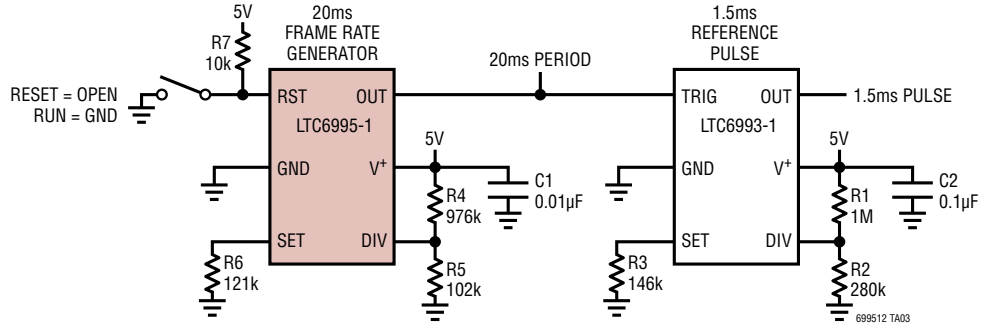 5V
20ms
FRAME RATE
GENERATOR
1.5ms
REFERENCE
PULSE
R7
10k
20ms PERIOD
RESET = OPEN
RUN = GND
RST
OUT
LTC6995-1
GND
V+
SET
DIV
TRIG
OUT
LTC6993-1
GND
V+
SET
DIV
1.5ms PULSE
5V
R4
976k
C1
0.01µF
R5
102k
R6
121k
5V
R1
1M
C2
0.1µF
R2
280k
R3
146k
699512 TA03